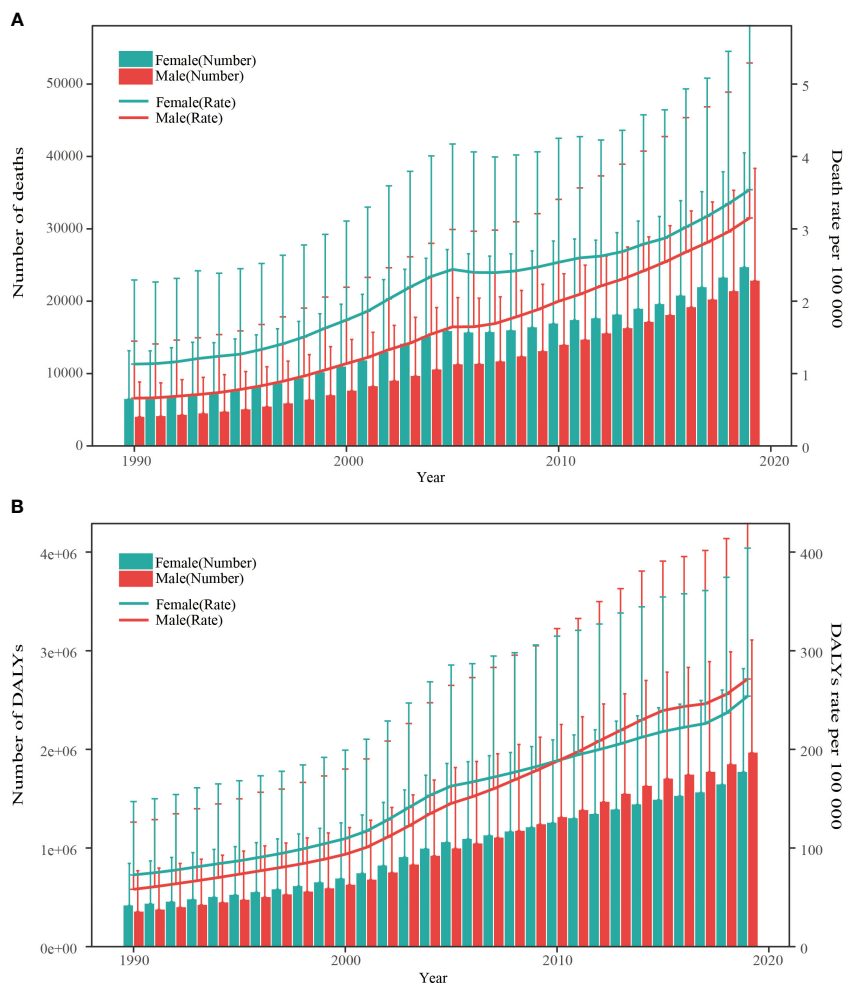 A
Female(Number)
Male(Number)
Female(Rate)
Male(Rate)
Number of deaths
Death rate per 100 000
50000
40000
30000
20000
10000
0
5
4
3
2
1
0
1990
2000
2010
2020
Year
B
Female(Number)
Male(Number)
Female(Rate)
Male(Rate)
Number of DALYs
DALYs rate per 100 000
4e+06
3e+06
2e+06
1e+06
0e+00
400
300
200
100
0
1990
2000
2010
2020
Year